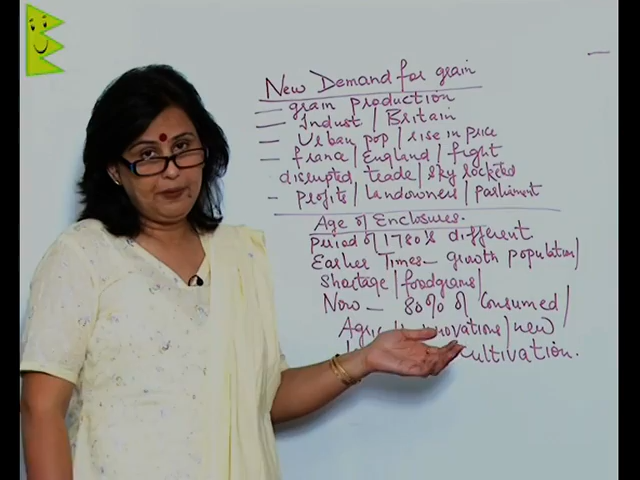 New Demand for grain
— grain production
— Indust | Britain
— Urban pop | rise in price
— frana | England | fight
disrupted trade | sky rocketed
- Profits | Landowners | parliament
Age of Enclosures.
Period of 1780's different
Earlier Times — growth population |
Shortage | foodgrains |
Now — 80% of Consumed |
innovations | new
cultivation.